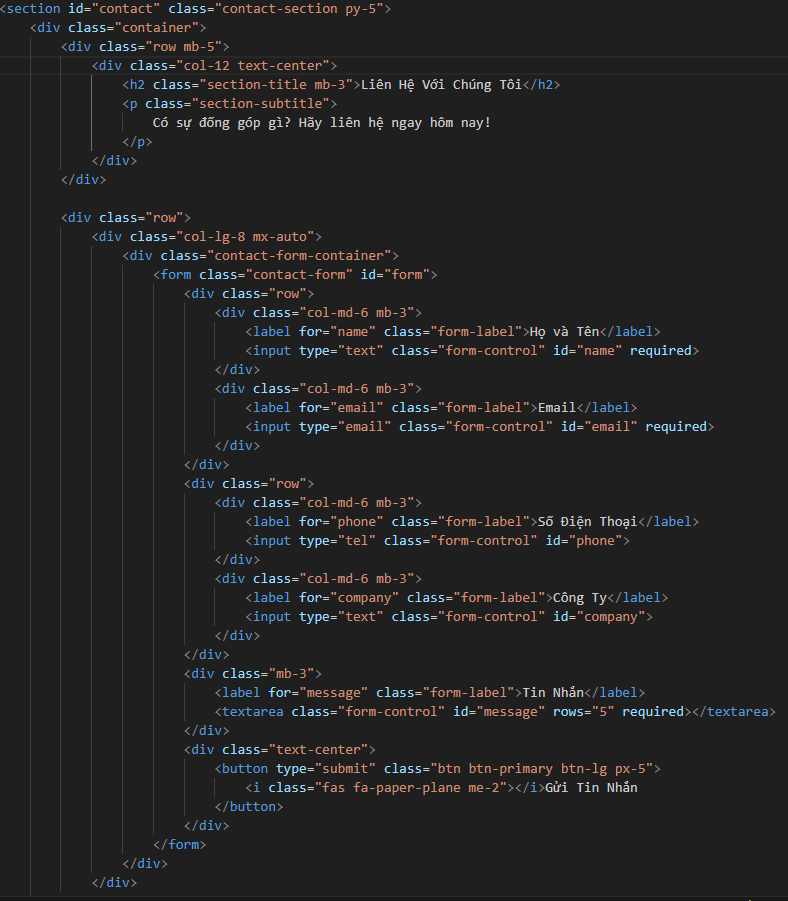 <section id="contact" class="contact-section py-5">
<div class="container">
<div class="row mb-5">
<div class="col-12 text-center">
<h2 class="section-title mb-3">Liên Hệ Với Chúng Tôi</h2>
<p class="section-subtitle">
Có sự đống góp gì? Hãy liên hệ ngay hôm nay!
</p>
</div>
</div>
<div class="row">
<div class="col-lg-8 mx-auto">
<div class="contact-form-container">
<form class="contact-form" id="form">
<div class="row">
<div class="col-md-6 mb-3">
<label for="name" class="form-label">Họ và Tên</label>
<input type="text" class="form-control" id="name" required>
</div>
<div class="col-md-6 mb-3">
<label for="email" class="form-label">Email</label>
<input type="email" class="form-control" id="email" required>
</div>
</div>
<div class="row">
<div class="col-md-6 mb-3">
<label for="phone" class="form-label">Số Điện Thoại</label>
<input type="tel" class="form-control" id="phone">
</div>
<div class="col-md-6 mb-3">
<label for="company" class="form-label">Công Ty</label>
<input type="text" class="form-control" id="company">
</div>
</div>
<div class="mb-3">
<label for="message" class="form-label">Tin Nhắn</label>
<textarea class="form-control" id="message" rows="5" required></textarea>
</div>
<div class="text-center">
<button type="submit" class="btn btn-primary btn-lg px-5">
<i class="fas fa-paper-plane me-2"></i>Gửi Tin Nhắn
</button>
</div>
</form>
</div>
</div>